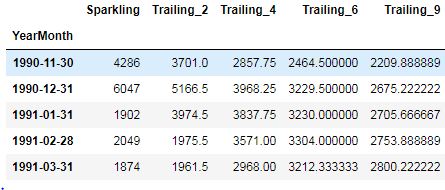 Sparkling Trailing_2 Trailing_4 Trailing_6 Trailing_9
YearMonth
1990-11-30 4286 3701.0 2857.75 2464.500000 2209.888889
1990-12-31 6047 5166.5 3968.25 3229.500000 2675.222222
1991-01-31 1902 3974.5 3837.75 3230.000000 2705.666667
1991-02-28 2049 1975.5 3571.00 3304.000000 2753.888889
1991-03-31 1874 1961.5 2968.00 3212.333333 2800.222222